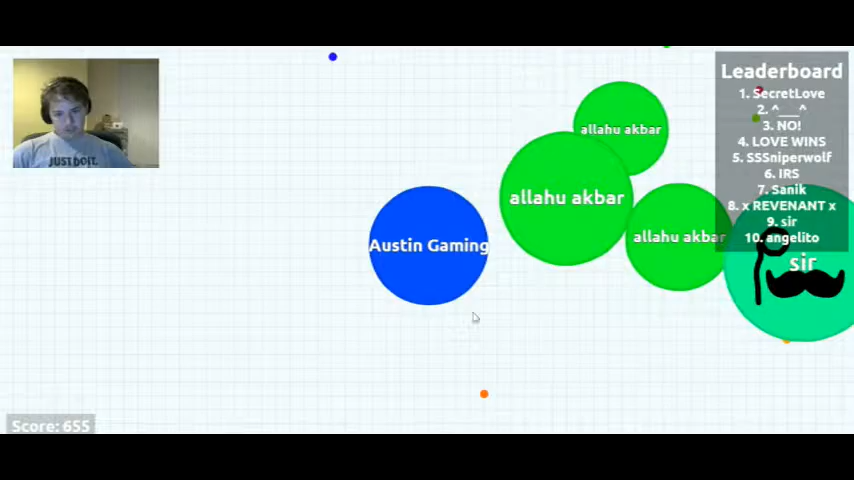 JUST DO IT.
Leaderboard
1. SecretLove
2. ^___^
3. NO!
4. LOVE WINS
5. SSSniperwolf
6. IRS
7. Sanik
8. x REVENANT x
9. sir
10. angelito
allahu akbar
allahu akbar
allahu akbar
Austin Gaming
sir
Score: 655